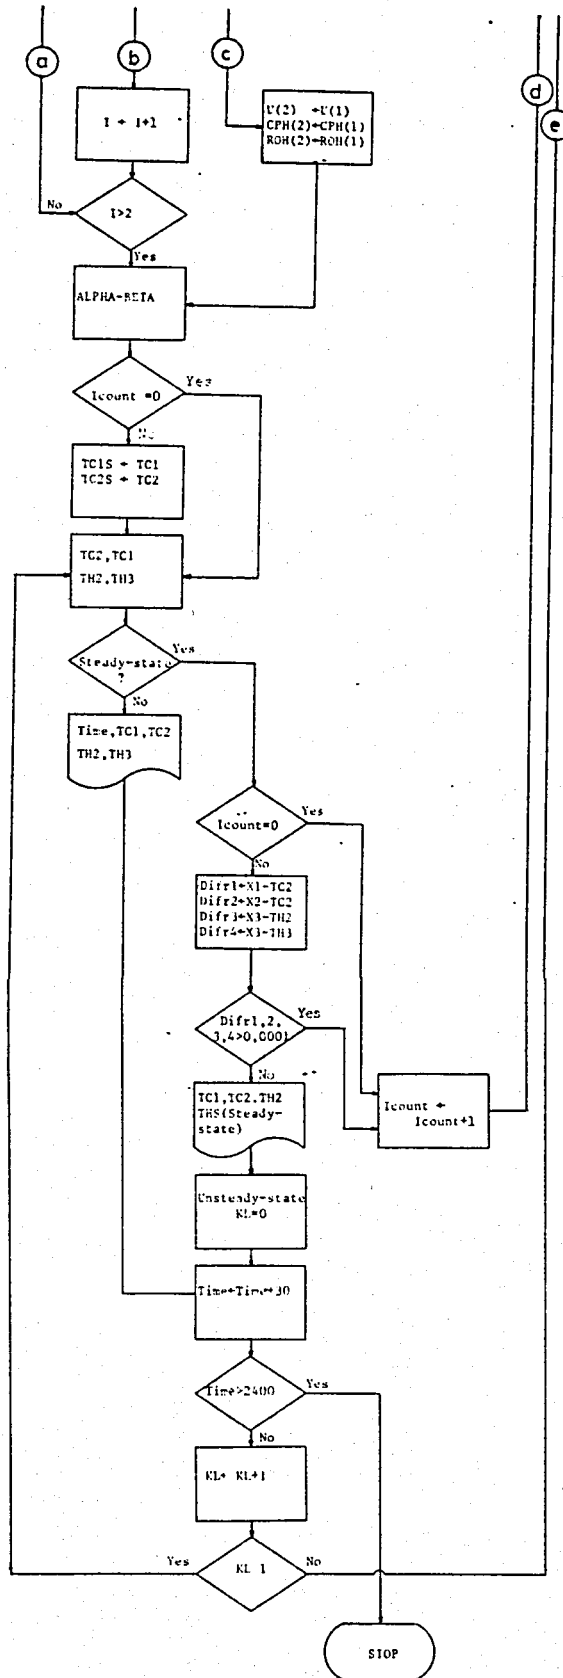 a
b
c
d
e
I ← I+1
U(2) ←U(1)
CPH(2)←CPH(1)
ROH(2)←ROH(1)
No
I>2
Yes
ALPHA-BETA
Icount =0
Yes
No
TC1S ← TC1
TC2S ← TC2
TC2,TC1
TH2,TH3
Steady-state
?
Yes
No
Time,TC1,TC2
TH2,TH3
Icount=0
Yes
No
Difr1←X1-TC2
Difr2←X2-TC2
Difr3←X3-TH2
Difr4←X3-TH3
Difr1,2,
3,4>0,0001
Yes
No
TC1,TC2.TH2
THS(Steady-
state)
Icount ←
Icount+1
Unsteady-state
KL=0
Time←Time+30
Time>2400
Yes
No
KL← KL+1
Yes
KL 1
No
STOP